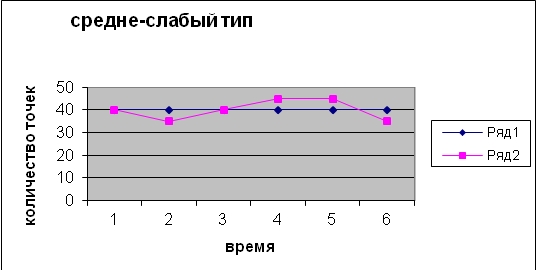 средне-слабый тип
количество точек
50
40
30
20
10
0
1 2 3 4 5 6
время
Ряд1
Ряд2